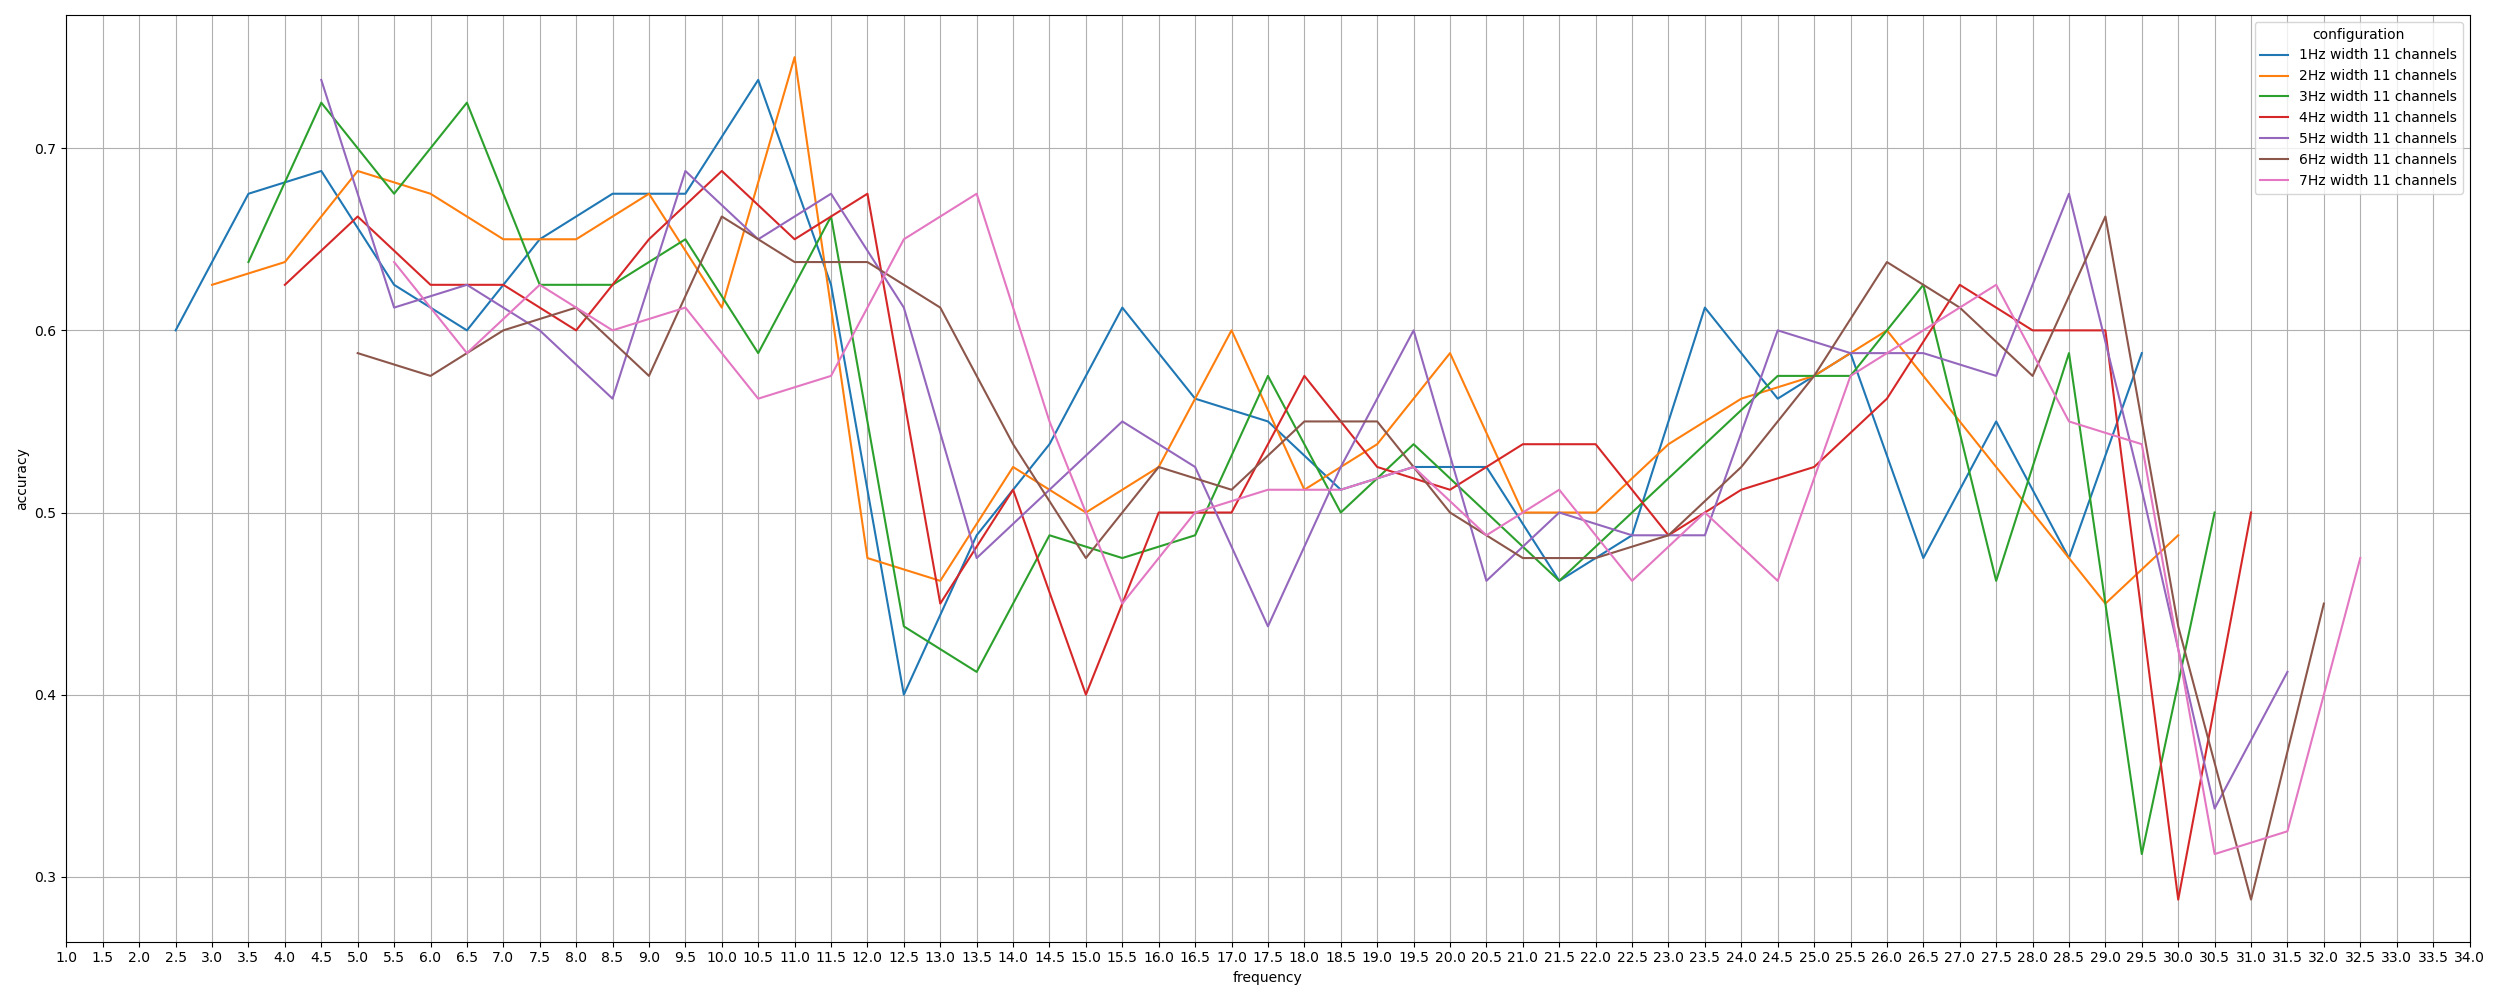 configuration
1Hz width 11 channels
2Hz width 11 channels
3Hz width 11 channels
4Hz width 11 channels
5Hz width 11 channels
6Hz width 11 channels
7Hz width 11 channels
accuracy
0.7
0.6
0.5
0.4
0.3
1.0 1.5 2.0 2.5 3.0 3.5 4.0 4.5 5.0 5.5 6.0 6.5 7.0 7.5 8.0 8.5 9.0 9.5 10.0 10.5 11.0 11.5 12.0 12.5 13.0 13.5 14.0 14.5 15.0 15.5 16.0 16.5 17.0 17.5 18.0 18.5 19.0 19.5 20.0 20.5 21.0 21.5 22.0 22.5 23.0 23.5 24.0 24.5 25.0 25.5 26.0 26.5 27.0 27.5 28.0 28.5 29.0 29.5 30.0 30.5 31.0 31.5 32.0 32.5 33.0 33.5 34.0
frequency